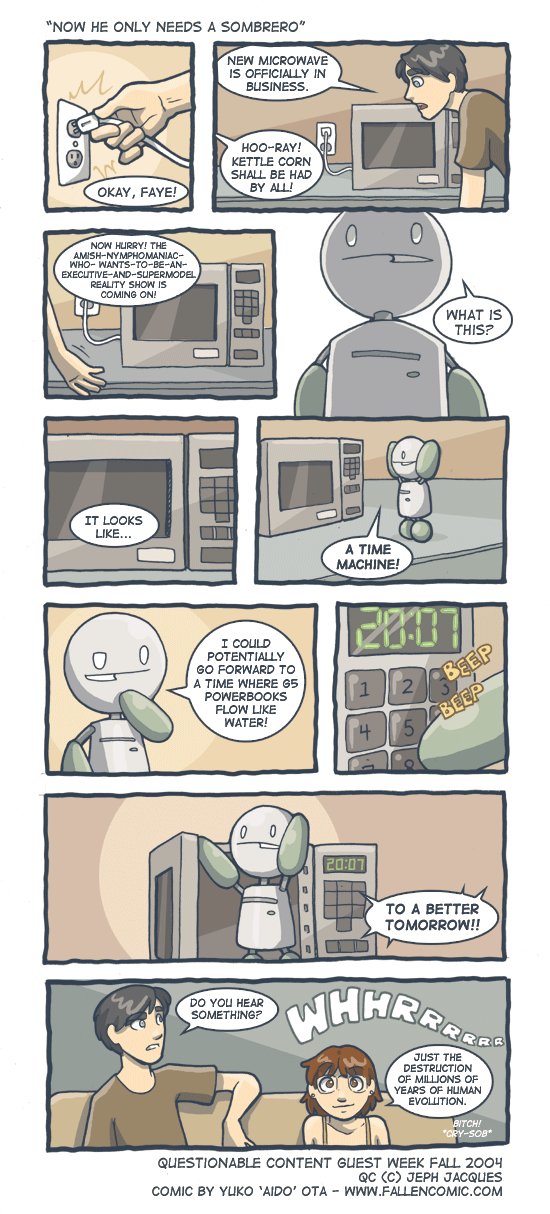 "NOW HE ONLY NEEDS A SOMBRERO"
OKAY, FAYE!
NEW MICROWAVE
IS OFFICIALLY IN
BUSINESS.
HOO-RAY!
KETTLE CORN
SHALL BE HAD
BY ALL!
NOW HURRY! THE
AMISH-NYMPHOMANIAC-
WHO- WANTS-TO-BE-AN-
EXECUTIVE-AND-SUPERMODEL
REALITY SHOW IS
COMING ON!
WHAT IS
THIS?
IT LOOKS
LIKE...
A TIME
MACHINE!
I COULD
POTENTIALLY
GO FORWARD TO
A TIME WHERE G5
POWERBOOKS
FLOW LIKE
WATER!
20:07
BEEP
BEEP
1 2 3
4 5
7 8
20:07
TO A BETTER
TOMORROW!!
DO YOU HEAR
SOMETHING?
WHHRRRRRRR
JUST THE
DESTRUCTION
OF MILLIONS OF
YEARS OF HUMAN
EVOLUTION.
BITCH!
*CRY-SOB*
QUESTIONABLE CONTENT GUEST WEEK FALL 2004
QC (C) JEPH JACQUES
COMIC BY YUKO 'AIDO' OTA - WWW.FALLENCOMIC.COM